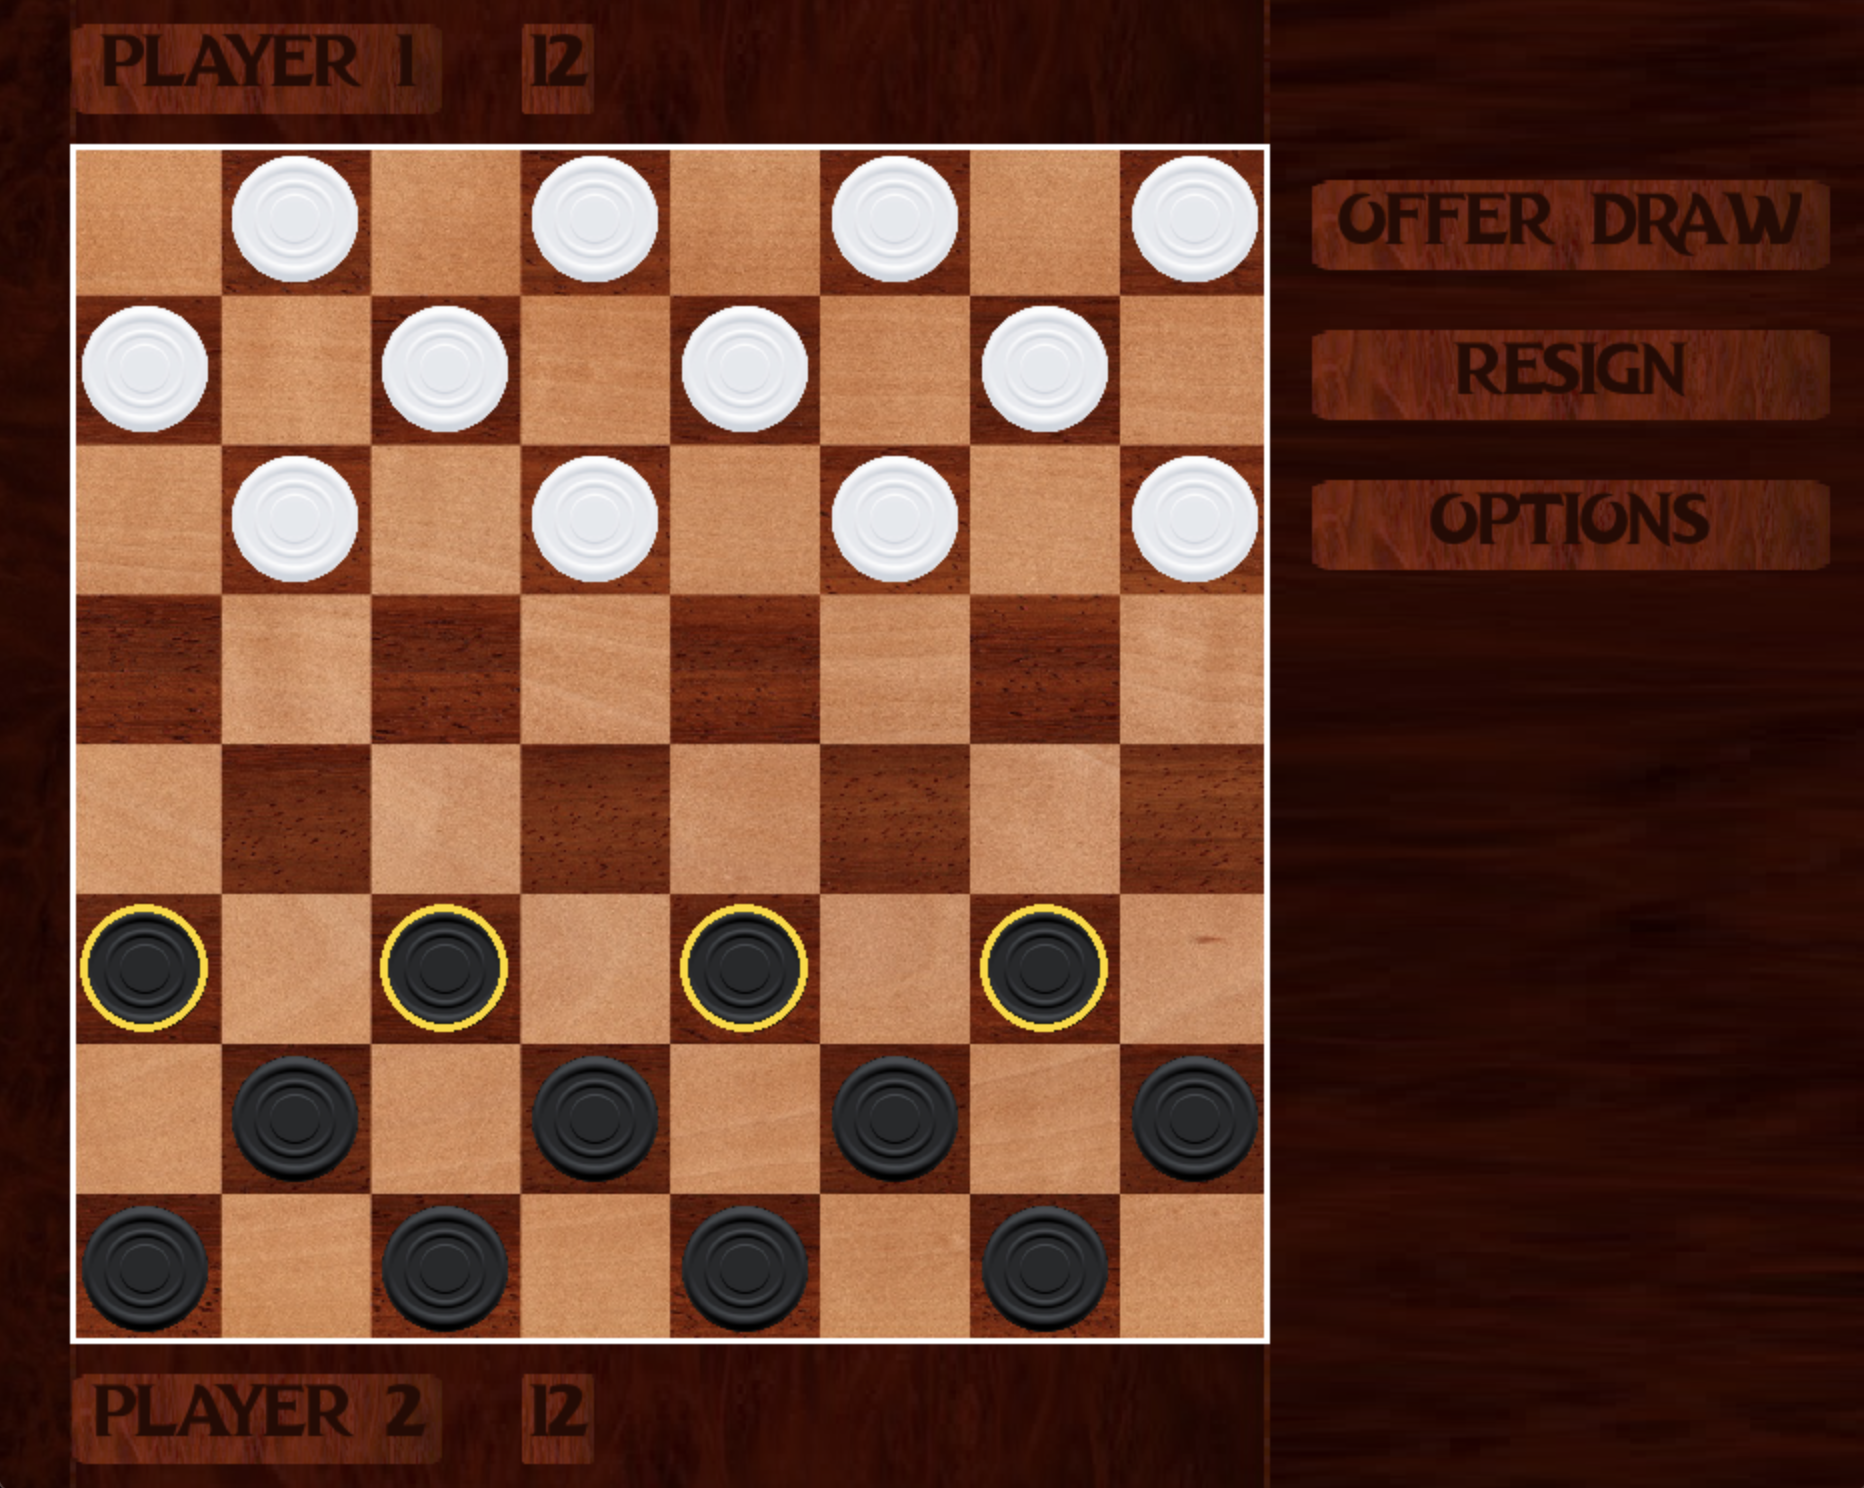 PLAYER 1 12
OFFER DRAW
RESIGN
OPTIONS
PLAYER 2 12